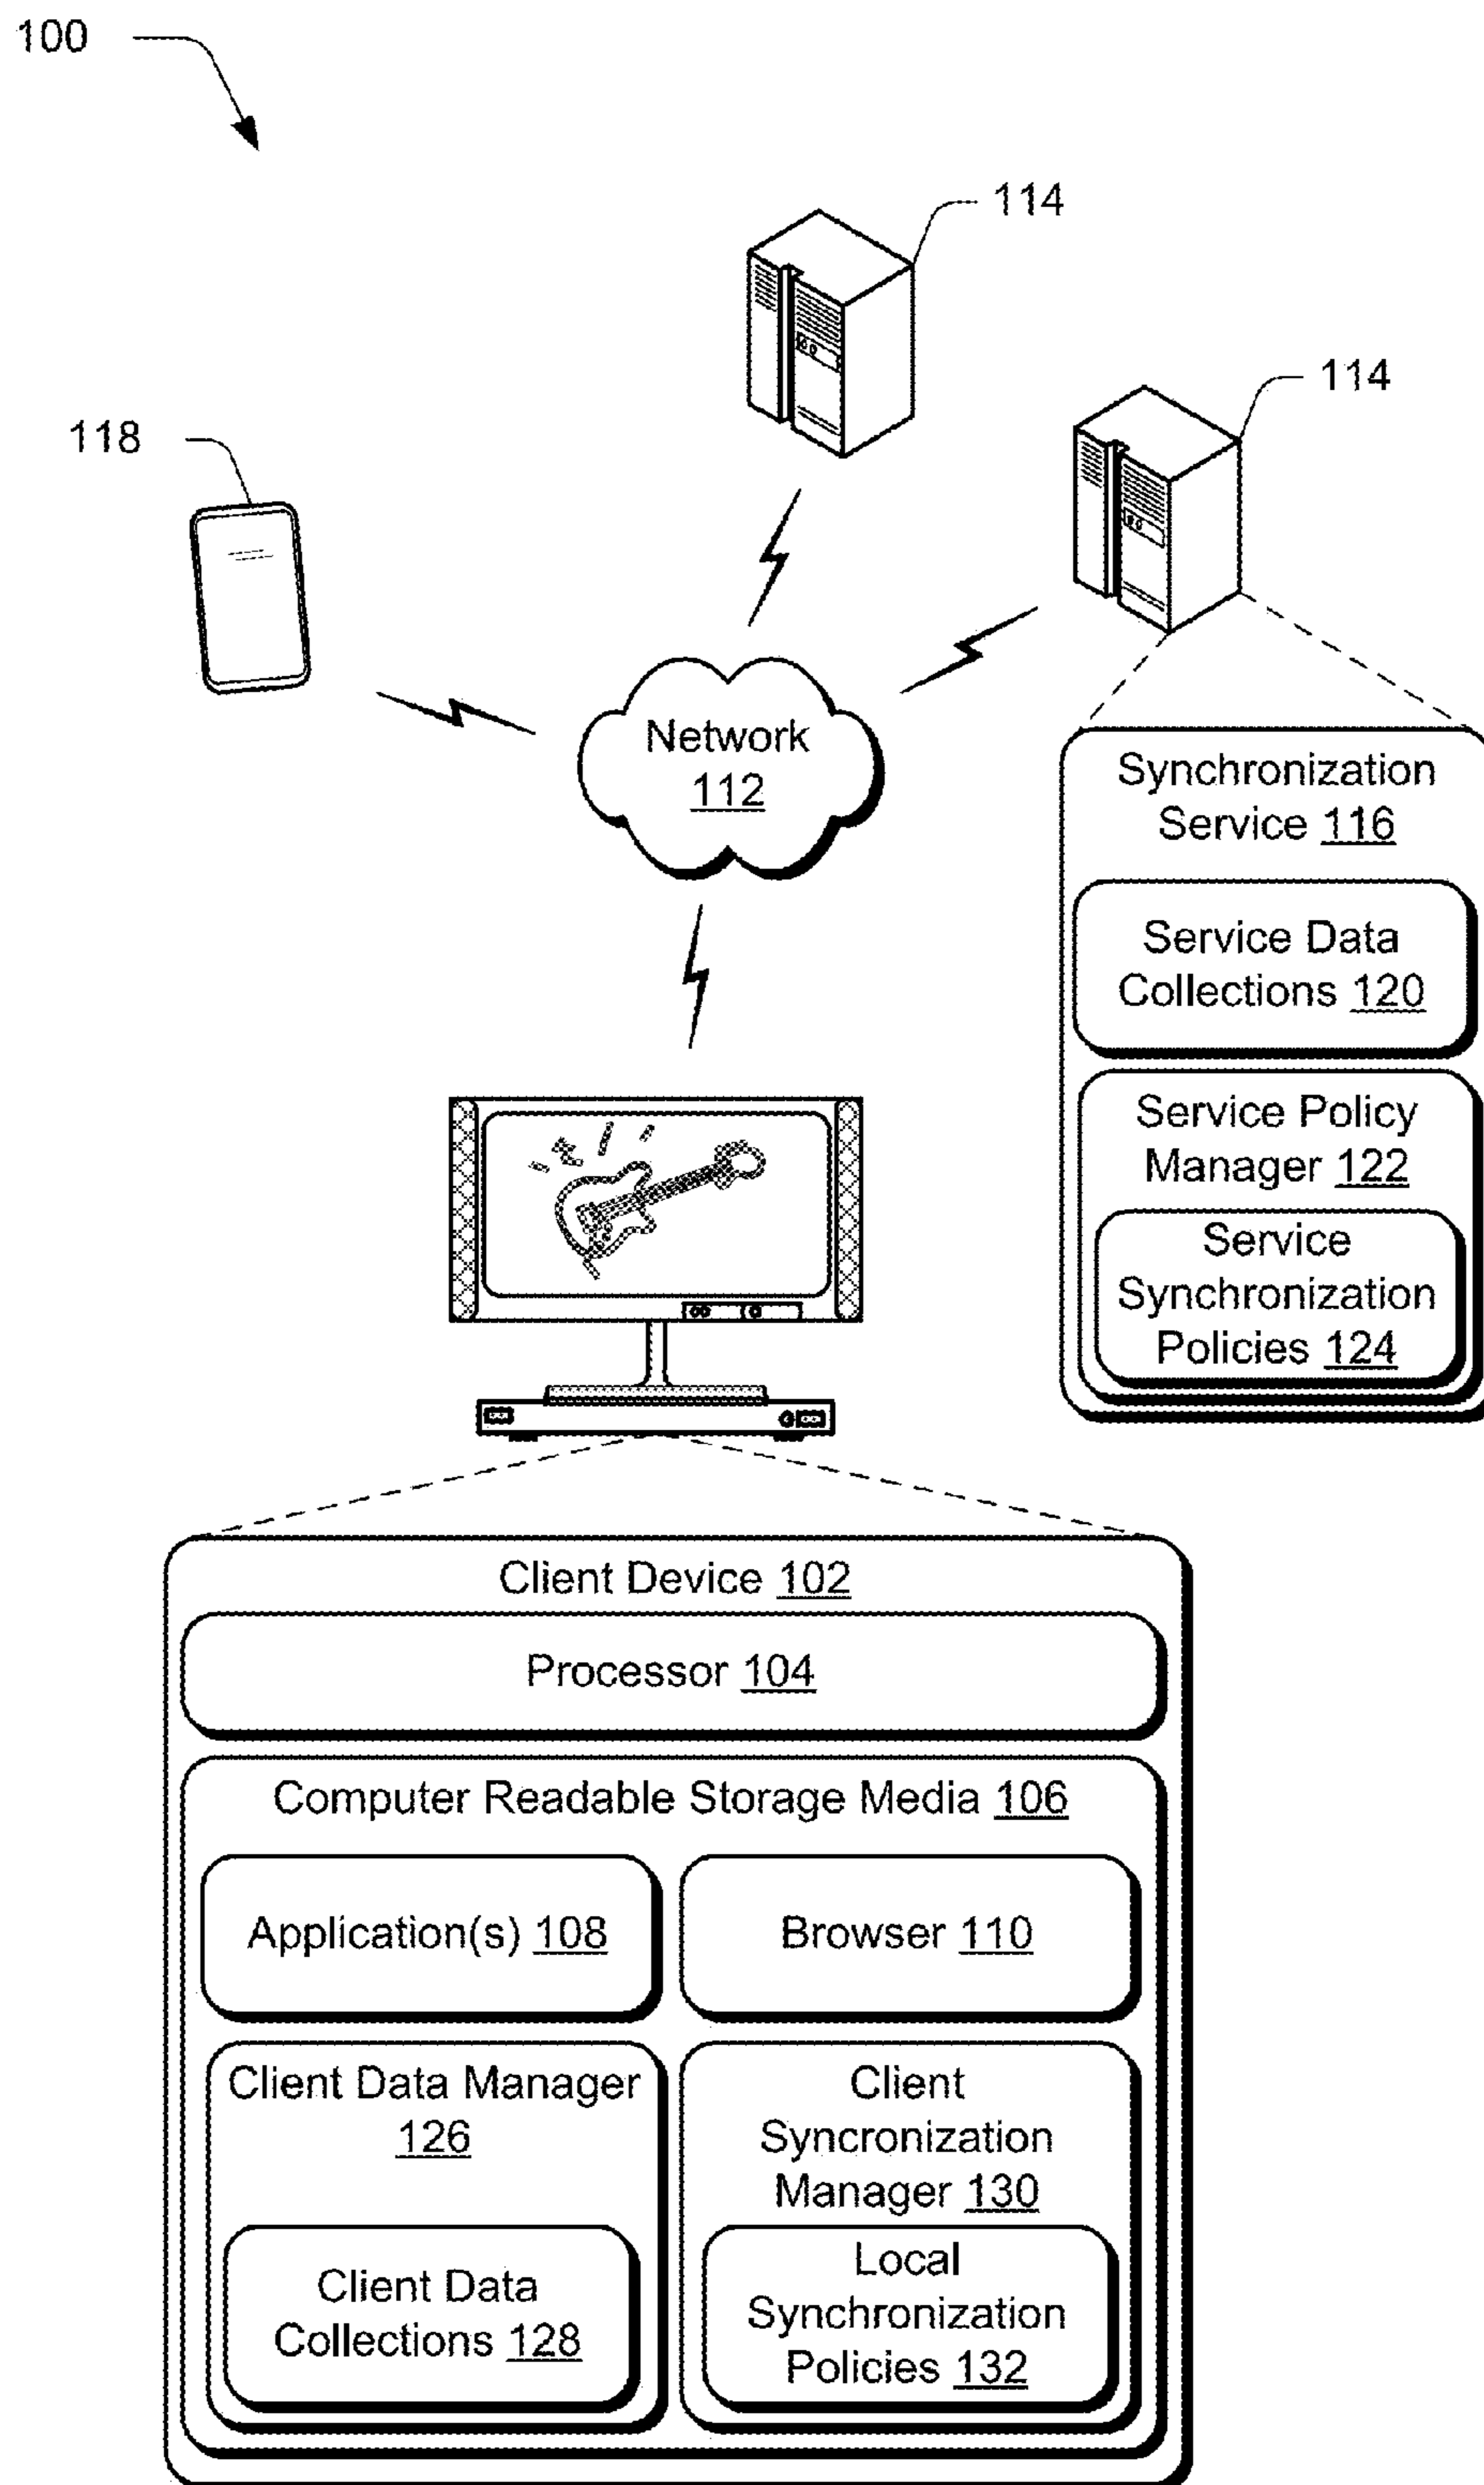 100
114
114
118
Network
112
Synchronization
Service 116
Service Data
Collections 120
Service Policy
Manager 122
Service
Synchronization
Policies 124
Client Device 102
Processor 104
Computer Readable Storage Media 106
Application(s) 108
Browser 110
Client Data Manager
126
Client Data
Collections 128
Client
Syncronization
Manager 130
Local
Synchronization
Policies 132